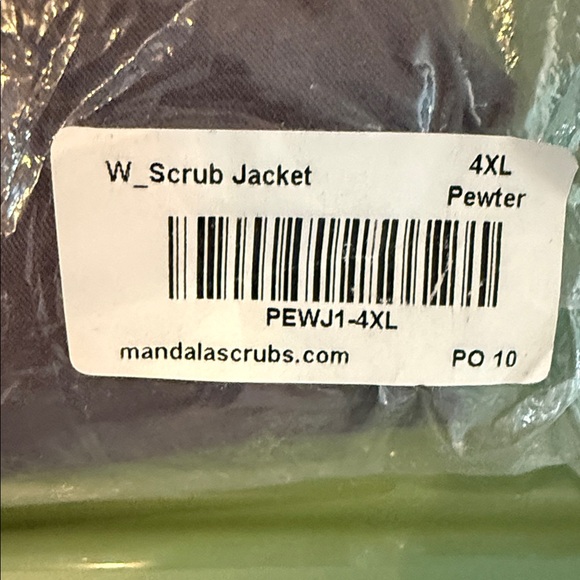 W_Scrub Jacket
4XL
Pewter
PEWJ1-4XL
mandalascrubs.com
PO 10